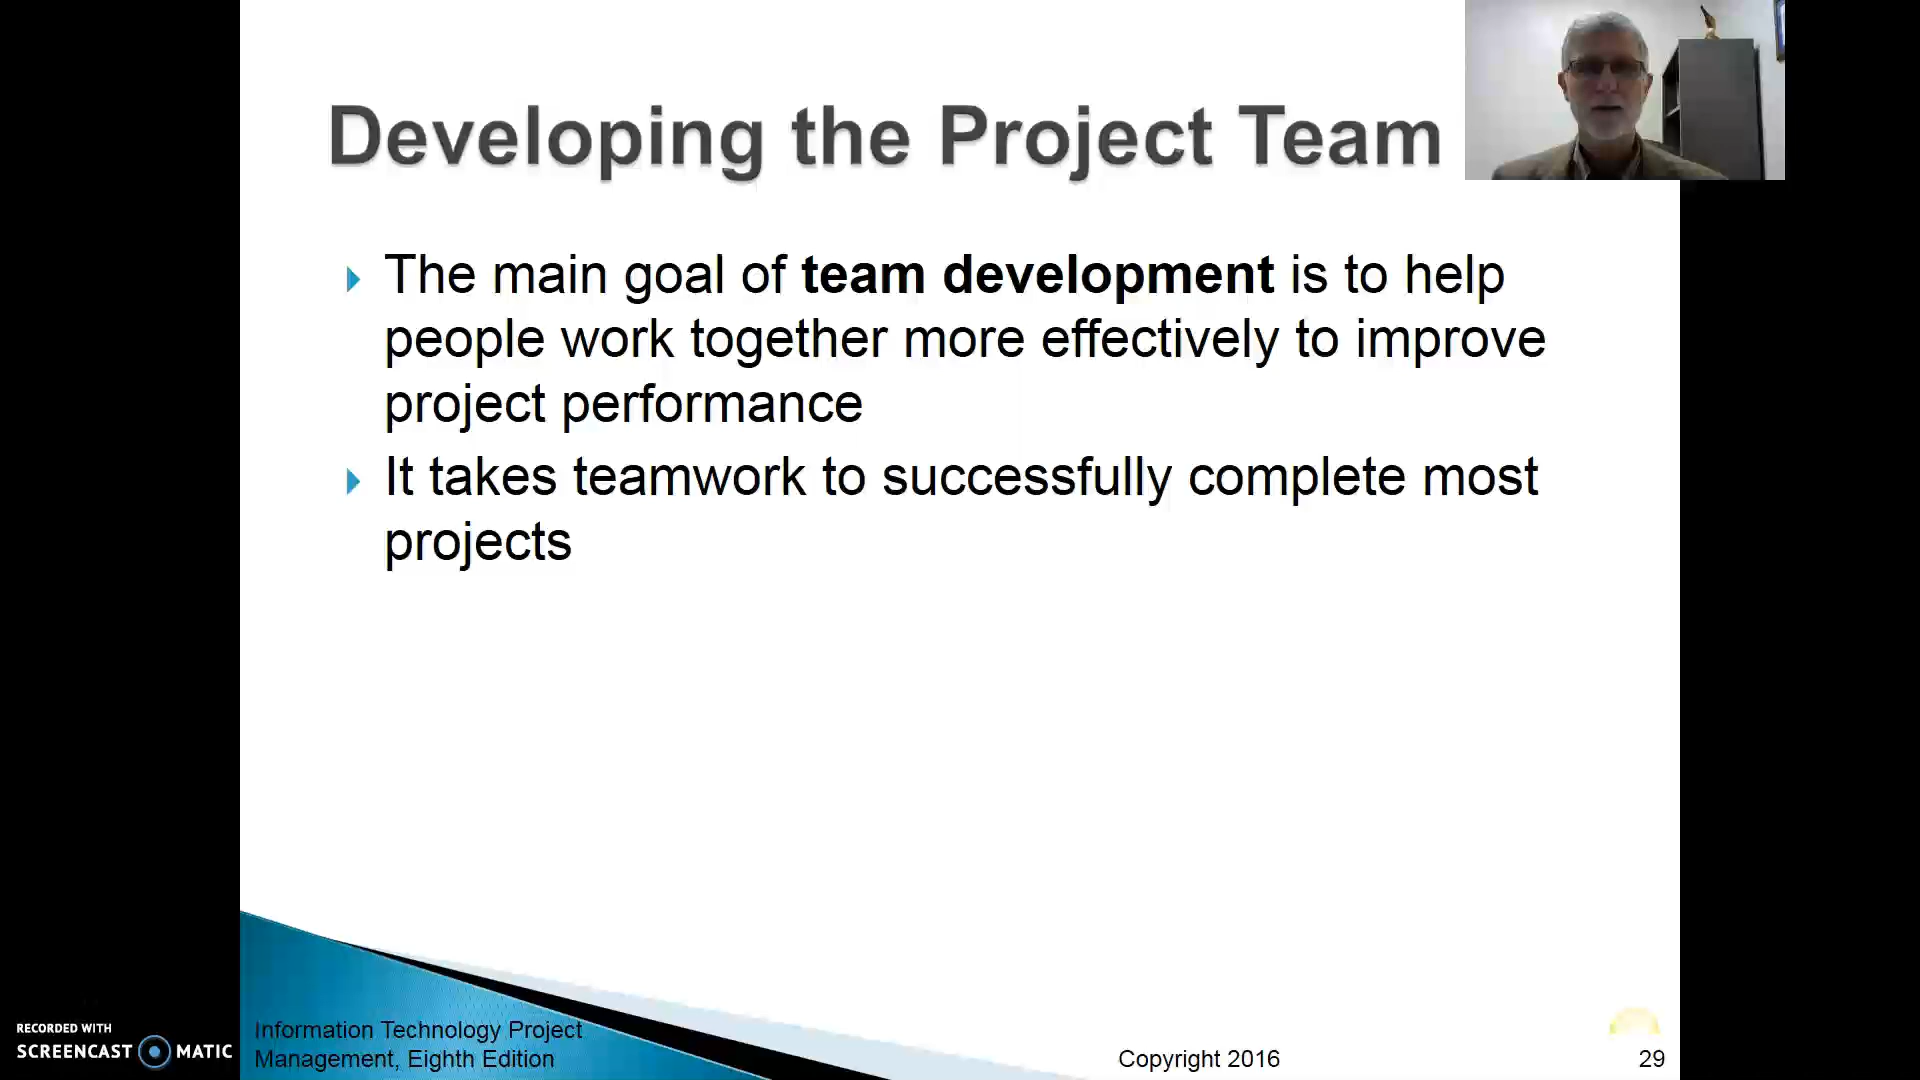 Developing the Project Team
The main goal of team development is to help
people work together more effectively to improve
project performance
It takes teamwork to successfully complete most
projects
RECORDED WITH
SCREENCAST MATIC
Information Technology Project
Management, Eighth Edition
Copyright 2016
29